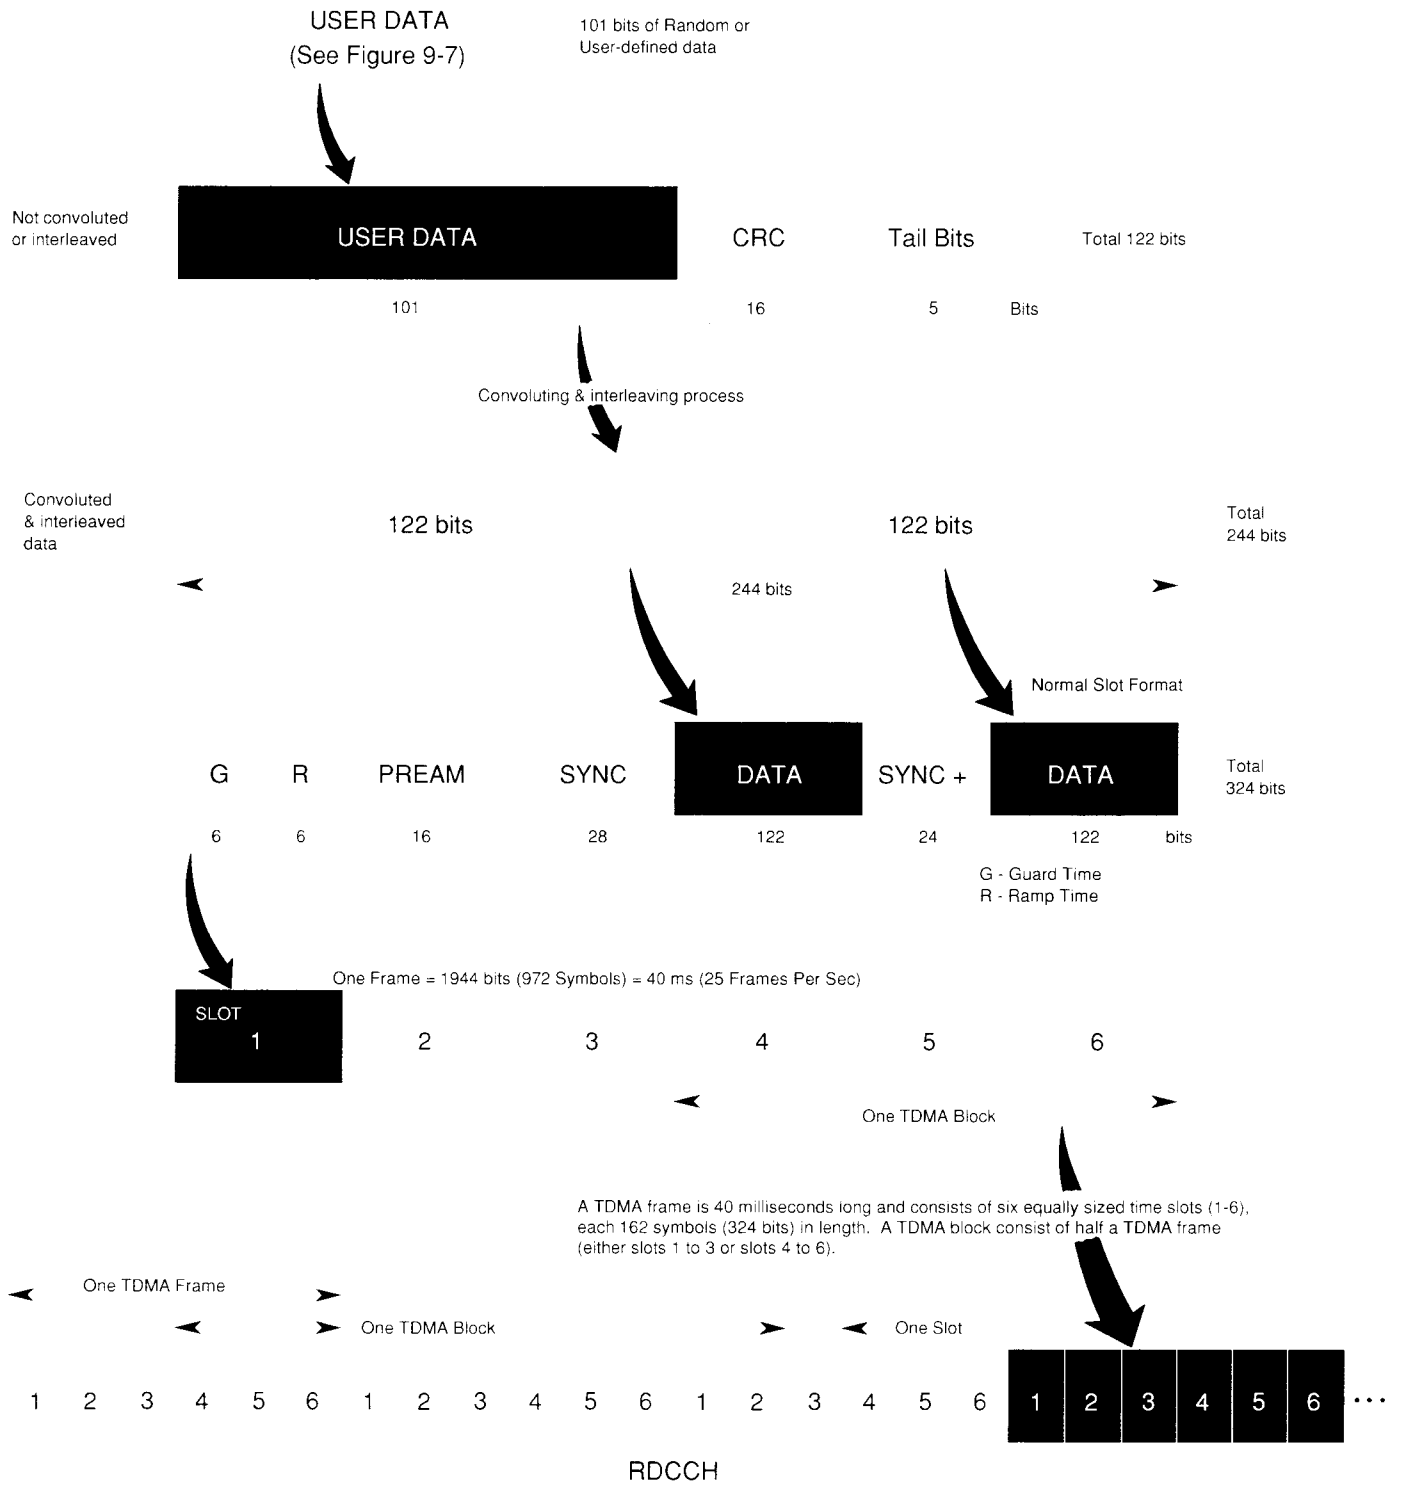 USER DATA
(See Figure 9-7)
101 bits of Random or
User-defined data
Not convoluted
or interleaved
USER DATA
CRC
Tail Bits
Total 122 bits
101
16
5
Bits
Convoluting & interleaving process
Convoluted
& interleaved
data
122 bits
122 bits
Total
244 bits
244 bits
Normal Slot Format
G
R
PREAM
SYNC
DATA
SYNC +
DATA
Total
324 bits
6
6
16
28
122
24
122
bits
G - Guard Time
R - Ramp Time
One Frame = 1944 bits (972 Symbols) = 40 ms (25 Frames Per Sec)
SLOT
1
2
3
4
5
6
One TDMA Block
A TDMA frame is 40 milliseconds long and consists of six equally sized time slots (1-6),
each 162 symbols (324 bits) in length. A TDMA block consist of half a TDMA frame
(either slots 1 to 3 or slots 4 to 6).
One TDMA Frame
One TDMA Block
One Slot
1 2 3 4 5 6 1 2 3 4 5 6 1 2 3 4 5 6 1 2 3 4 5 6 ...
RDCCH